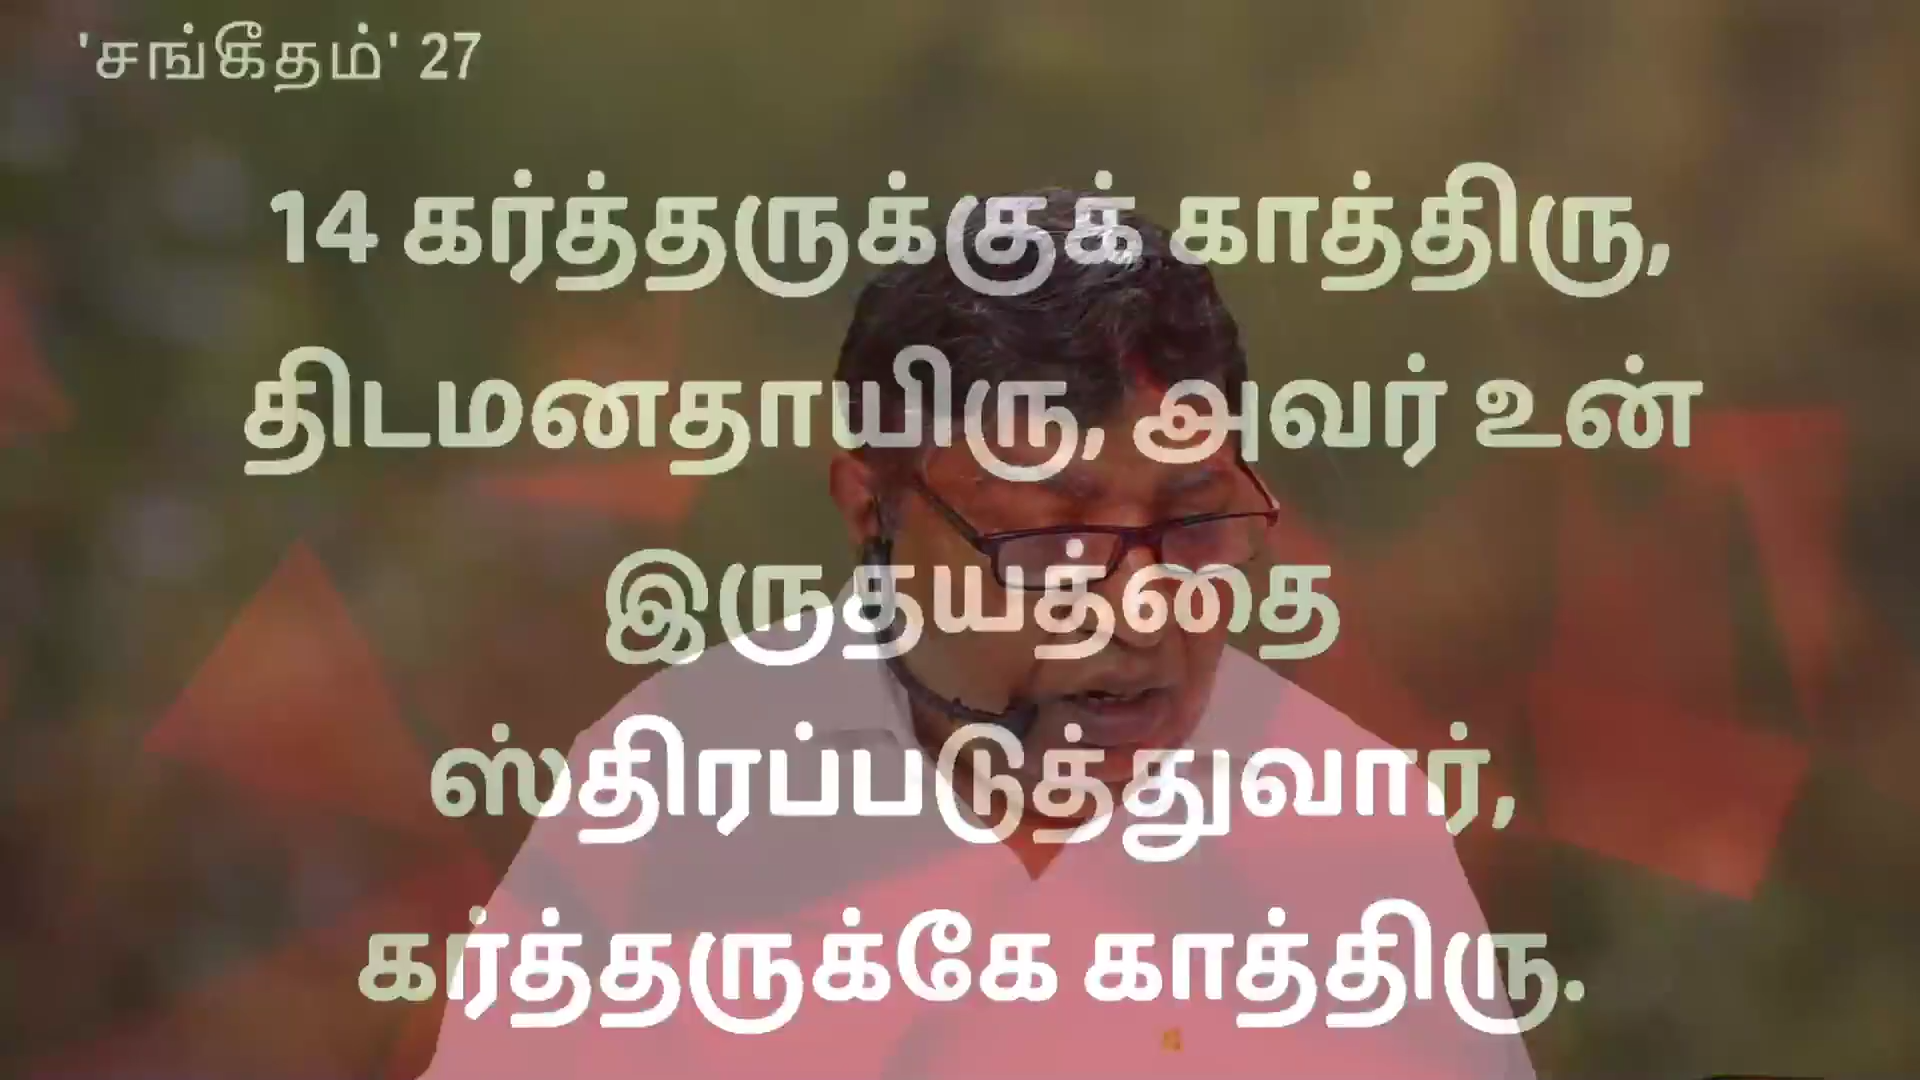 'சங்கீதம்' 27
14 கர்த்தருக்குக் காத்திரு,
திடமனதாயிரு, அவர் உன்
இருதயத்தை
ஸ்திரப்படுத்துவார்,
கர்த்தருக்கே காத்திரு.